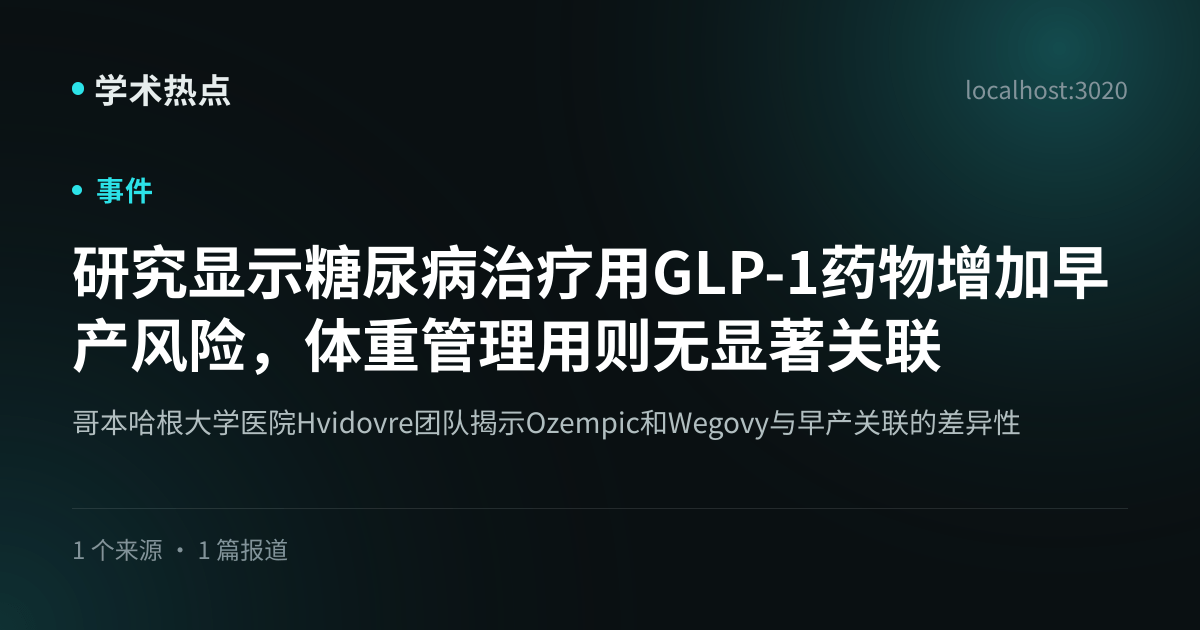 学术热点
localhost:3020
事件
研究显示糖尿病治疗用GLP-1药物增加早
产风险，体重管理用则无显著关联
哥本哈根大学医院Hvidovre团队揭示Ozempic和Wegovy与早产关联的差异性
1 个来源 · 1 篇报道